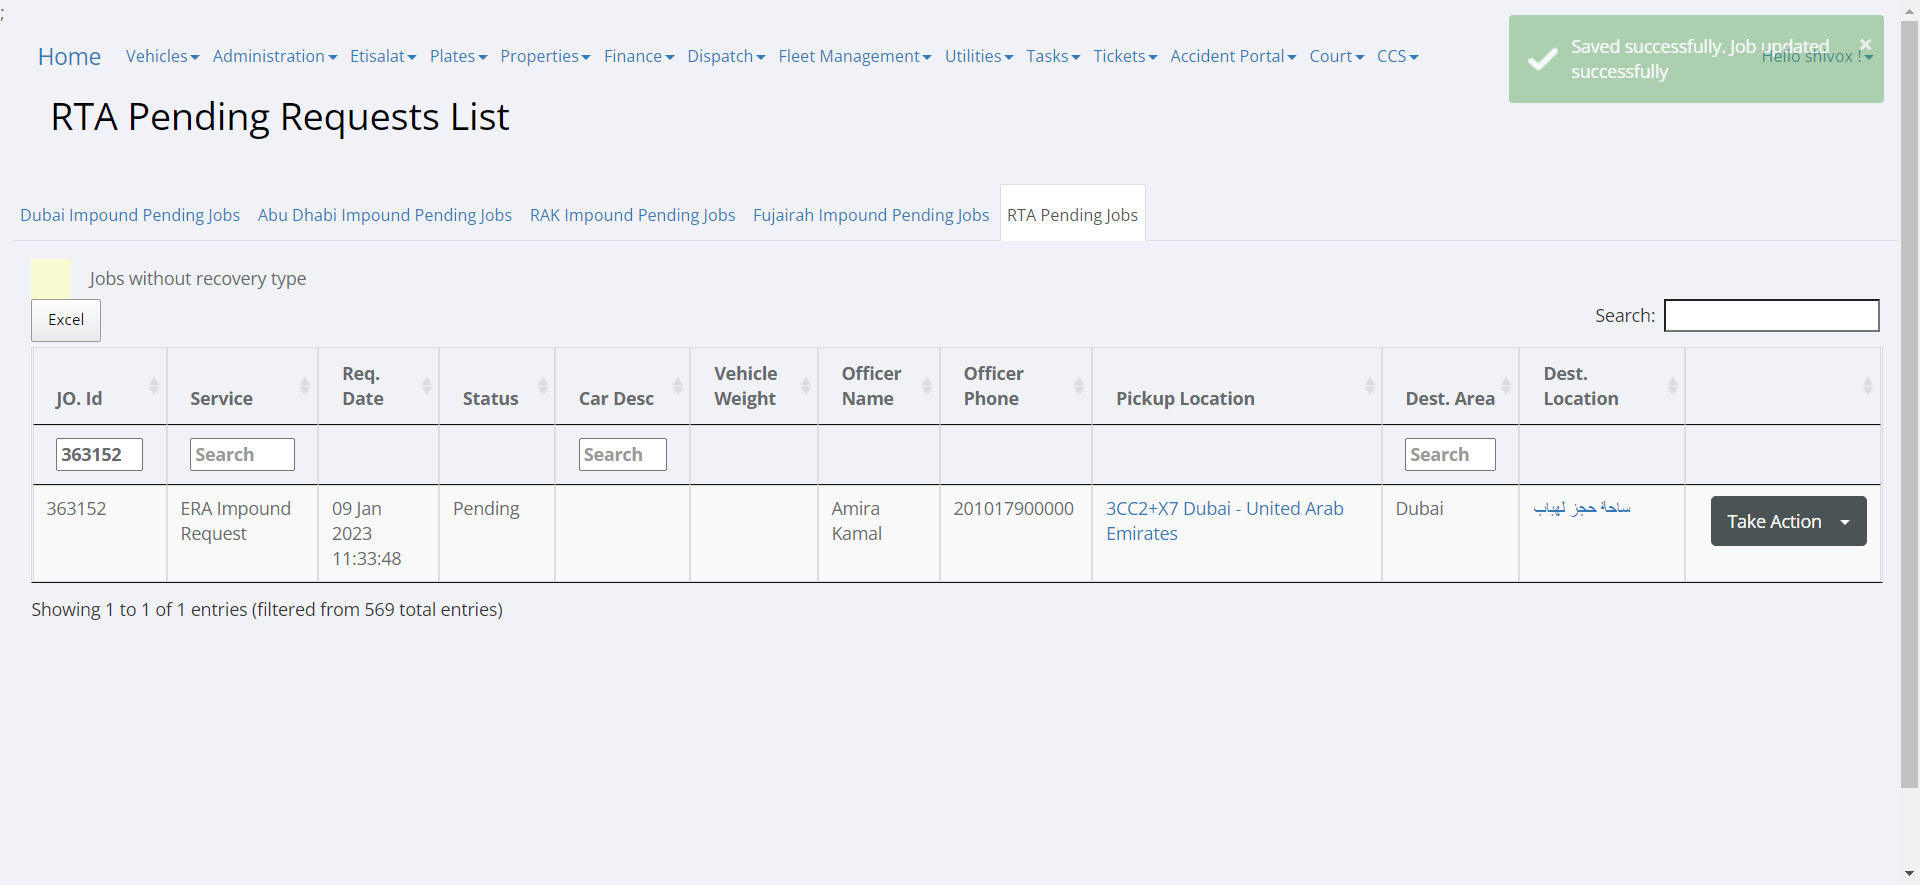 ;
Home Vehicles Administration Etisalat Plates Properties Finance Dispatch Fleet Management Utilities Tasks Tickets Accident Portal Court CCS Hello shivox !
Saved successfully. Job updated
successfully
×
RTA Pending Requests List
Dubai Impound Pending Jobs Abu Dhabi Impound Pending Jobs RAK Impound Pending Jobs Fujairah Impound Pending Jobs RTA Pending Jobs
Jobs without recovery type
Excel
Search:
JO. Id Service Req. Date Status Car Desc Vehicle Weight Officer Name Officer Phone Pickup Location Dest. Area Dest. Location
363152 Search Search Search
363152 ERA Impound Request 09 Jan 2023 11:33:48 Pending Amira Kamal 201017900000 3CC2+X7 Dubai - United Arab Emirates Dubai ساحة حجز لهباب Take Action
Showing 1 to 1 of 1 entries (filtered from 569 total entries)